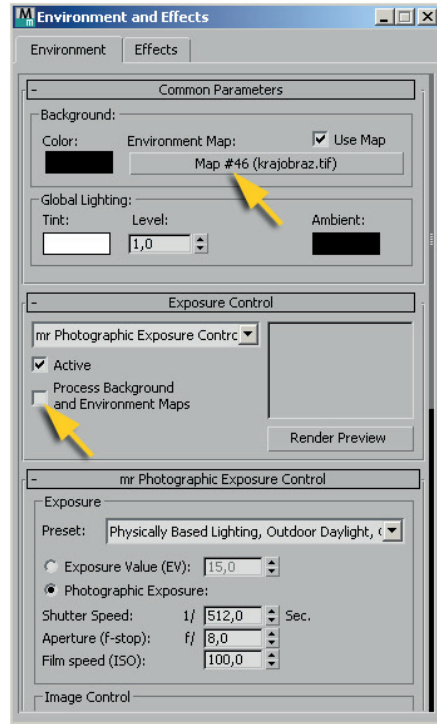 Environment and Effects
Environment Effects
- Common Parameters
Background:
Color: Environment Map: Use Map
Map #46 (krajobraz.tif)
Global Lighting:
Tint: Level: Ambient:
1,0
- Exposure Control
mr Photographic Exposure Contrc
Active
Process Background
and Environment Maps
Render Preview
- mr Photographic Exposure Control
Exposure
Preset: Physically Based Lighting, Outdoor Daylight, (
Exposure Value (EV): 15,0
Photographic Exposure:
Shutter Speed: 1/ 512,0 Sec.
Aperture (f-stop): f/ 8,0
Film speed (ISO): 100,0
Image Control